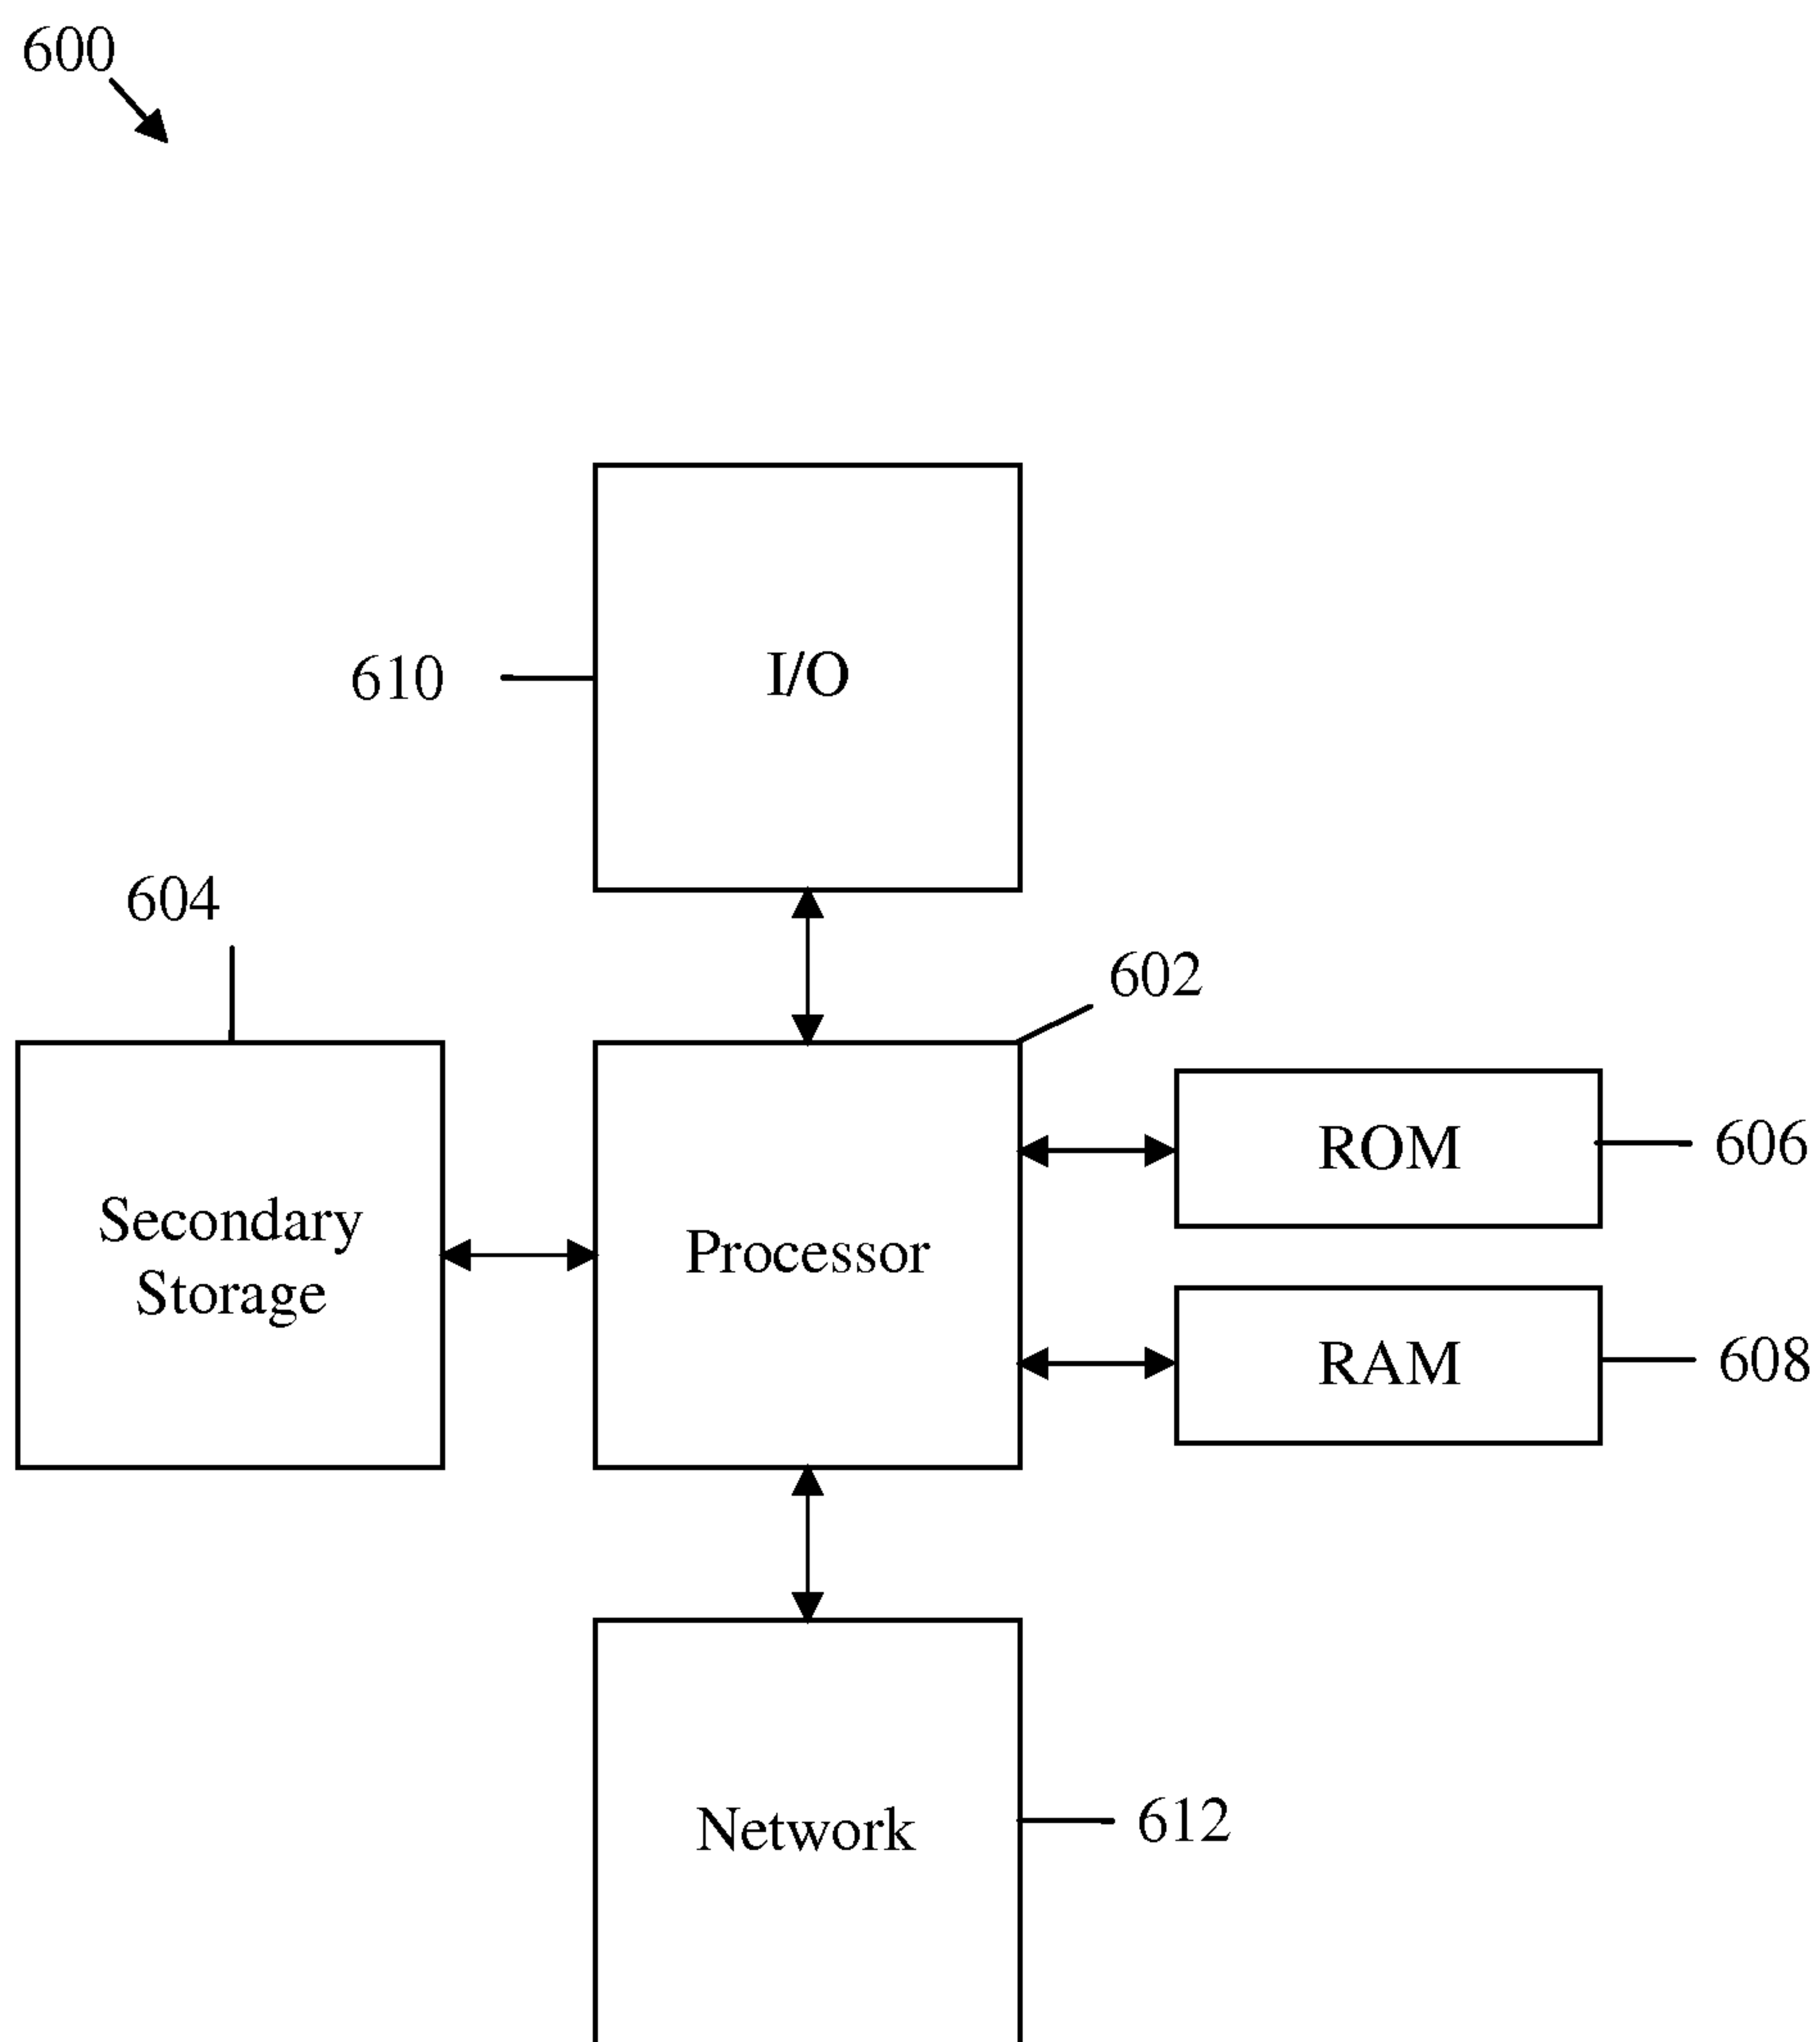 600
I/O
610
604
602
ROM
606
Secondary
Storage
Processor
RAM
608
Network
612